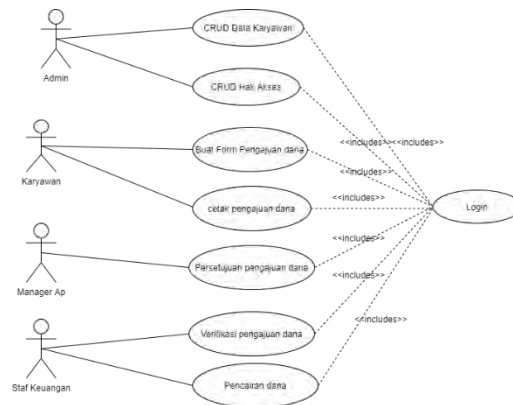 CRUD Data Karyawan
Admin
CRUD Hak Akses
<<includes>> <<includes>>
Buat Form Pengajuan dana
<<includes>>
Karyawan
<<includes>>
cetak pengajuan dana
Login
<<includes>>
Persetujuan pengajuan dana
<<includes>>
Manager Ap
<<includes>>
Verifikasi pengajuan dana
Staf Keuangan
Pencairan dana